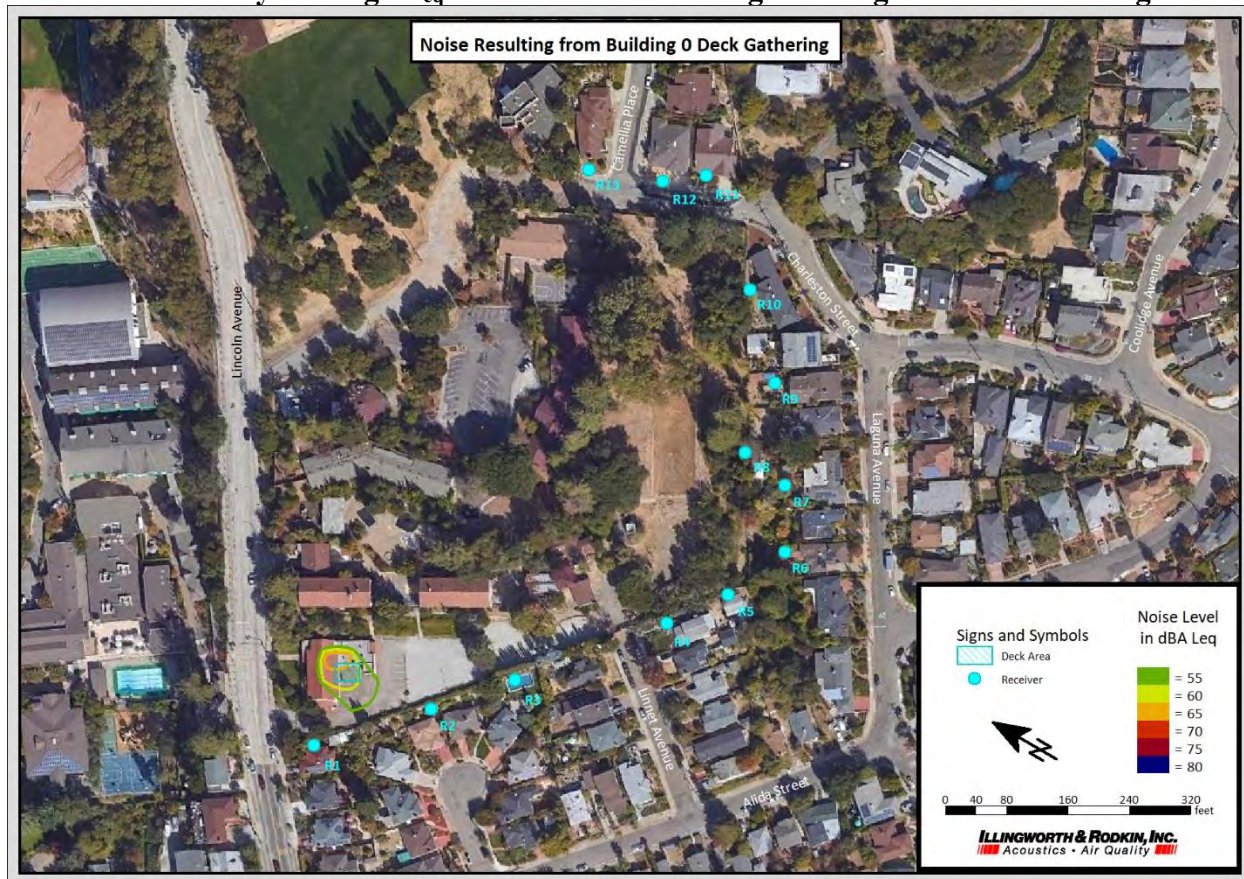 Noise Resulting from Building 0 Deck Gathering
Lincoln Avenue
Camellia Place
R13
R12
R11
Charleston Street
R10
Coolidge Avenue
R9
Laguna Avenue
R8
R7
R6
R5
R4
R3
R2
R1
Linnet Avenue
Alida Street
Signs and Symbols
Deck Area
Receiver
Noise Level
in dBA Leq
= 55
= 60
= 65
= 70
= 75
= 80
0 40 80 160 240 320
feet
ILLINGWORTH & RODKIN, INC.
Acoustics • Air Quality